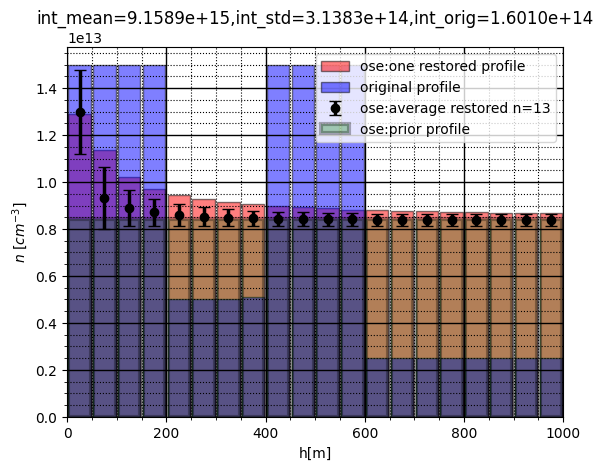 int_mean=9.1589e+15,int_std=3.1383e+14,int_orig=1.6010e+14
1e13
ose:one restored profile
original profile
ose:average restored n=13
ose:prior profile
1.4
1.2
1.0
0.8
0.6
0.4
0.2
0.0
n [cm⁻³]
0 200 400 600 800 1000
h[m]